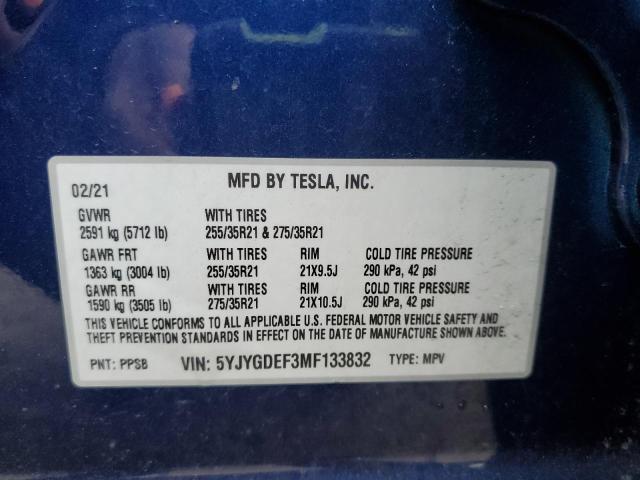 02/21 MFD BY TESLA, INC.
GVWR WITH TIRES
2591 kg (5712 lb) 255/35R21 & 275/35R21
GAWR FRT WITH TIRES RIM COLD TIRE PRESSURE
1363 kg (3004 lb) 255/35R21 21X9.5J 290 kPa, 42 psi
GAWR RR WITH TIRES RIM COLD TIRE PRESSURE
1590 kg (3505 lb) 275/35R21 21X10.5J 290 kPa, 42 psi
THIS VEHICLE CONFORMS TO ALL APPLICABLE U.S. FEDERAL MOTOR VEHICLE SAFETY AND
THEFT PREVENTION STANDARDS IN EFFECT ON THE DATE OF MANUFACTURE SHOWN ABOVE.
PNT: PPSB VIN: 5YJYGDEF3MF133832 TYPE: MPV